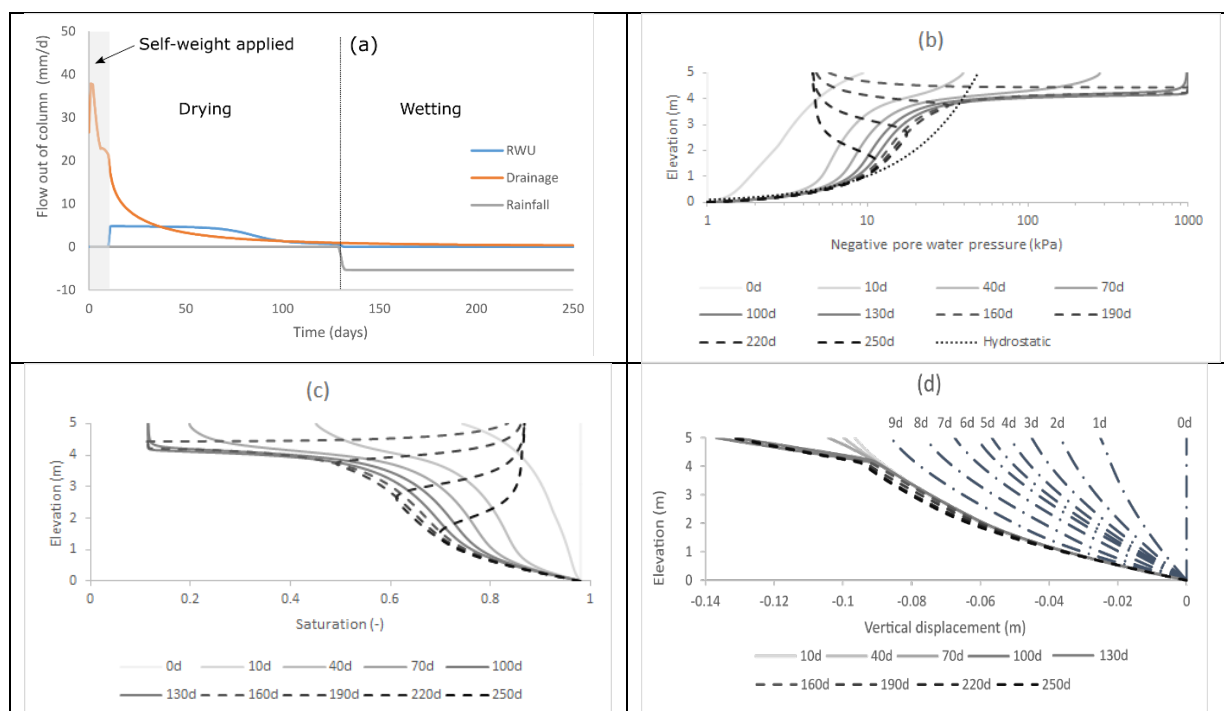 (a)
Self-weight applied
Drying
Wetting
Flow out of column (mm/d)
50
40
30
20
10
0
-10
RWU
Drainage
Rainfall
0 50 100 150 200 250
Time (days)
(b)
Elevation (m)
5
4
3
2
1
0
1 10 100 1000
Negative pore water pressure (kPa)
0d 10d 40d 70d
100d 130d 160d 190d
220d 250d Hydrostatic
(c)
Elevation (m)
5
4
3
2
1
0
0 0.2 0.4 0.6 0.8 1
Saturation (-)
0d 10d 40d 70d 100d
130d 160d 190d 220d 250d
(d)
9d 8d 7d 6d 5d 4d 3d 2d 1d 0d
Elevation (m)
5
4
3
2
1
0
-0.14 -0.12 -0.1 -0.08 -0.06 -0.04 -0.02 0
Vertical displacement (m)
10d 40d 70d 100d 130d
160d 190d 220d 250d